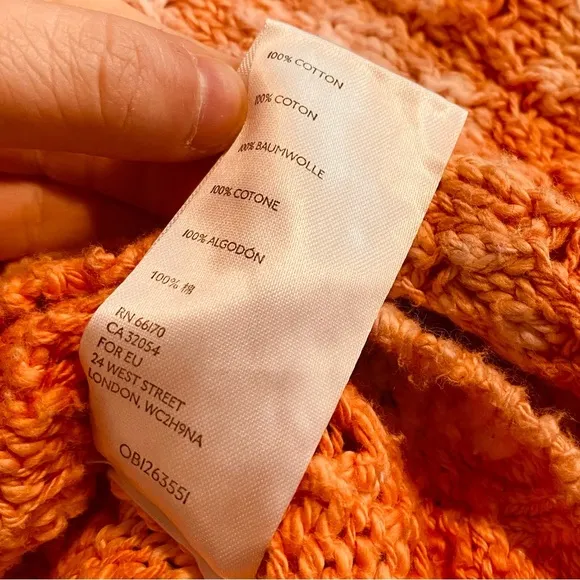 100% COTTON
100% COTON
100% BAUMWOLLE
100% COTONE
100% ALGODÓN
100% 棉
RN 66170
CA 32054
FOR EU
24 WEST STREET
LONDON, WC2H9NA
OB1263551